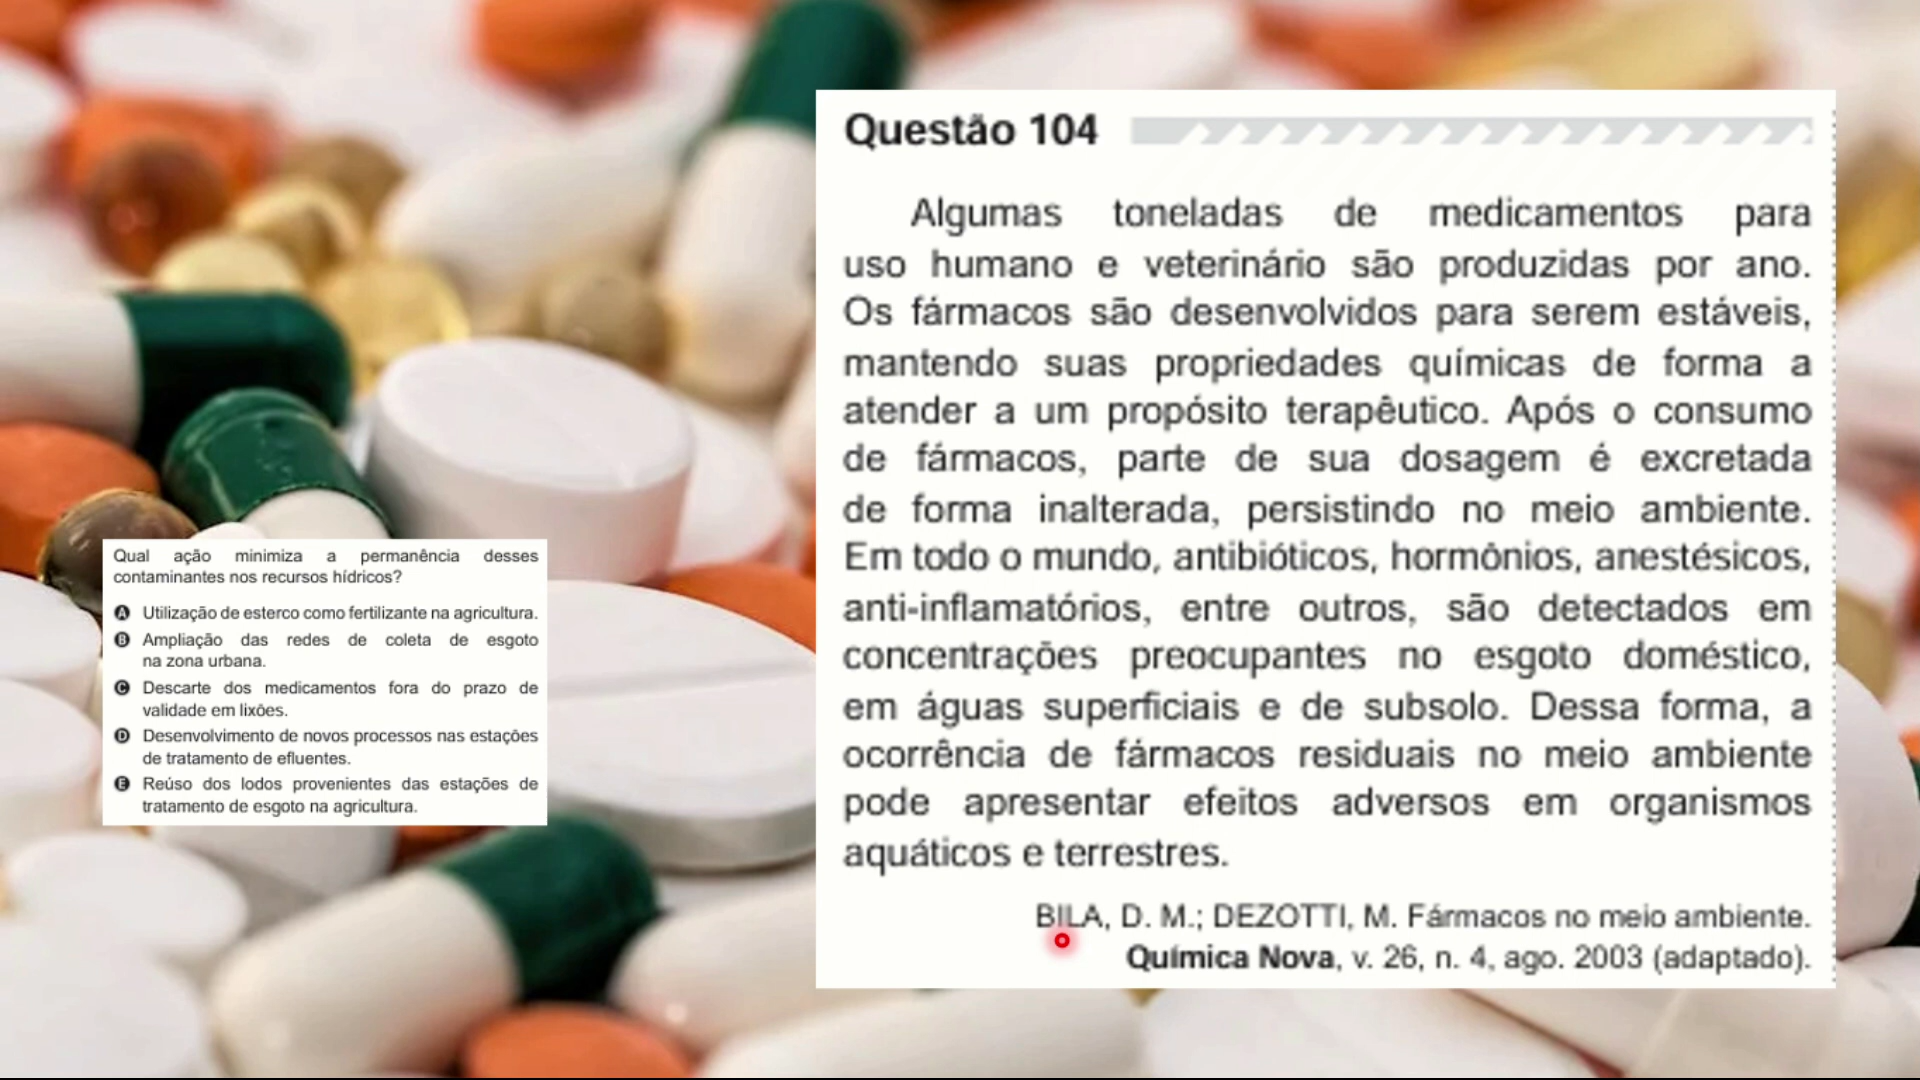 Questão 104
Algumas toneladas de medicamentos para
uso humano e veterinário são produzidas por ano.
Os fármacos são desenvolvidos para serem estáveis,
mantendo suas propriedades químicas de forma a
atender a um propósito terapêutico. Após o consumo
de fármacos, parte de sua dosagem é excretada
de forma inalterada, persistindo no meio ambiente.
Em todo o mundo, antibióticos, hormônios, anestésicos,
anti-inflamatórios, entre outros, são detectados em
concentrações preocupantes no esgoto doméstico,
em águas superficiais e de subsolo. Dessa forma, a
ocorrência de fármacos residuais no meio ambiente
pode apresentar efeitos adversos em organismos
aquáticos e terrestres.
BILA, D. M.; DEZOTTI, M. Fármacos no meio ambiente.
Química Nova, v. 26, n. 4, ago. 2003 (adaptado).
Qual ação minimiza a permanência desses
contaminantes nos recursos hídricos?
A Utilização de esterco como fertilizante na agricultura.
B Ampliação das redes de coleta de esgoto
na zona urbana.
C Descarte dos medicamentos fora do prazo de
validade em lixões.
D Desenvolvimento de novos processos nas estações
de tratamento de efluentes.
E Reúso dos lodos provenientes das estações de
tratamento de esgoto na agricultura.